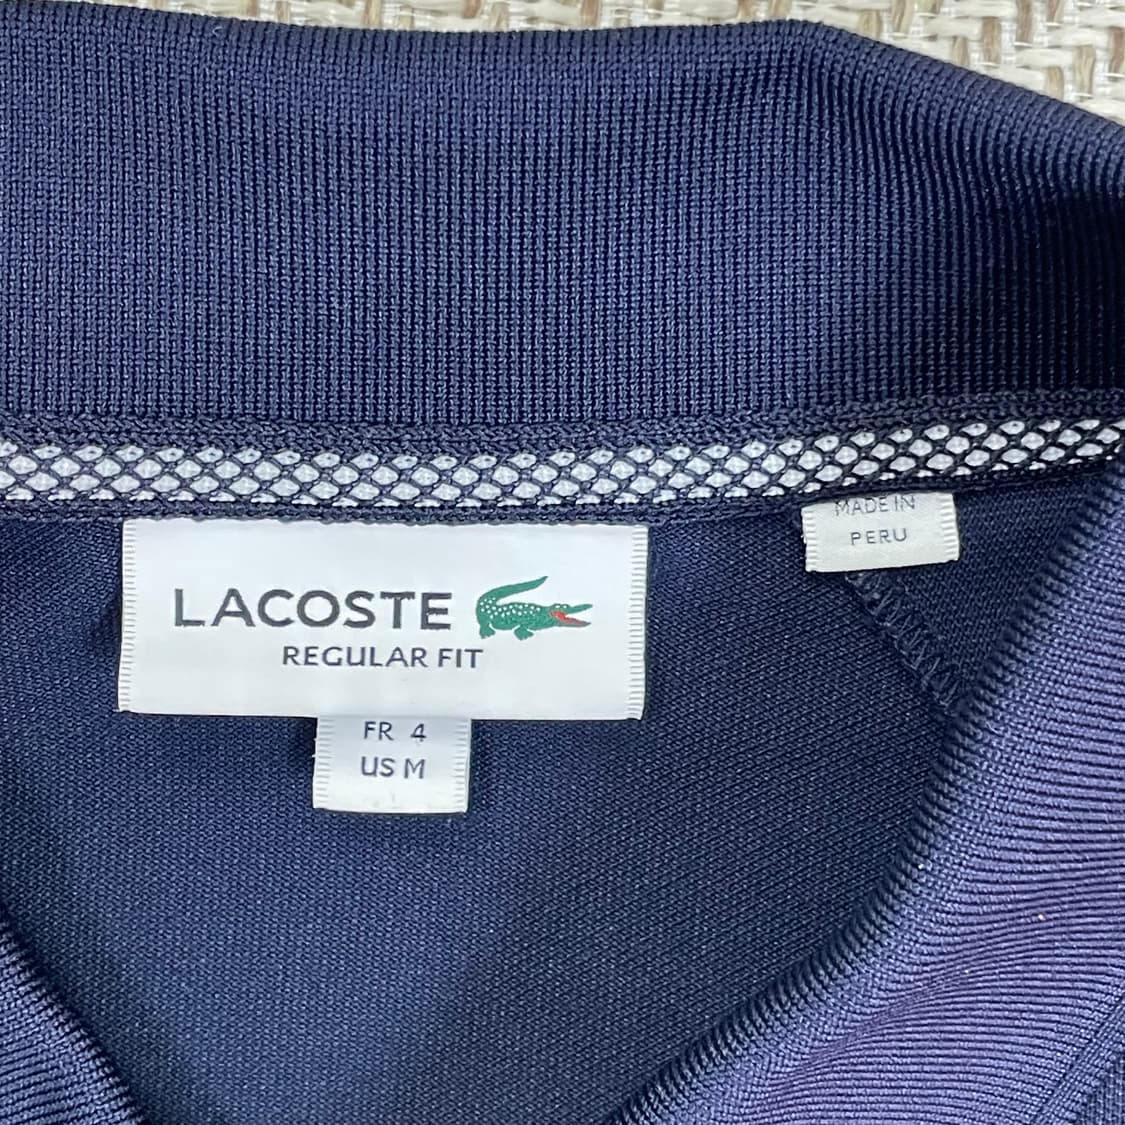 MADE IN
PERU
LACOSTE
REGULAR FIT
FR 4
US M